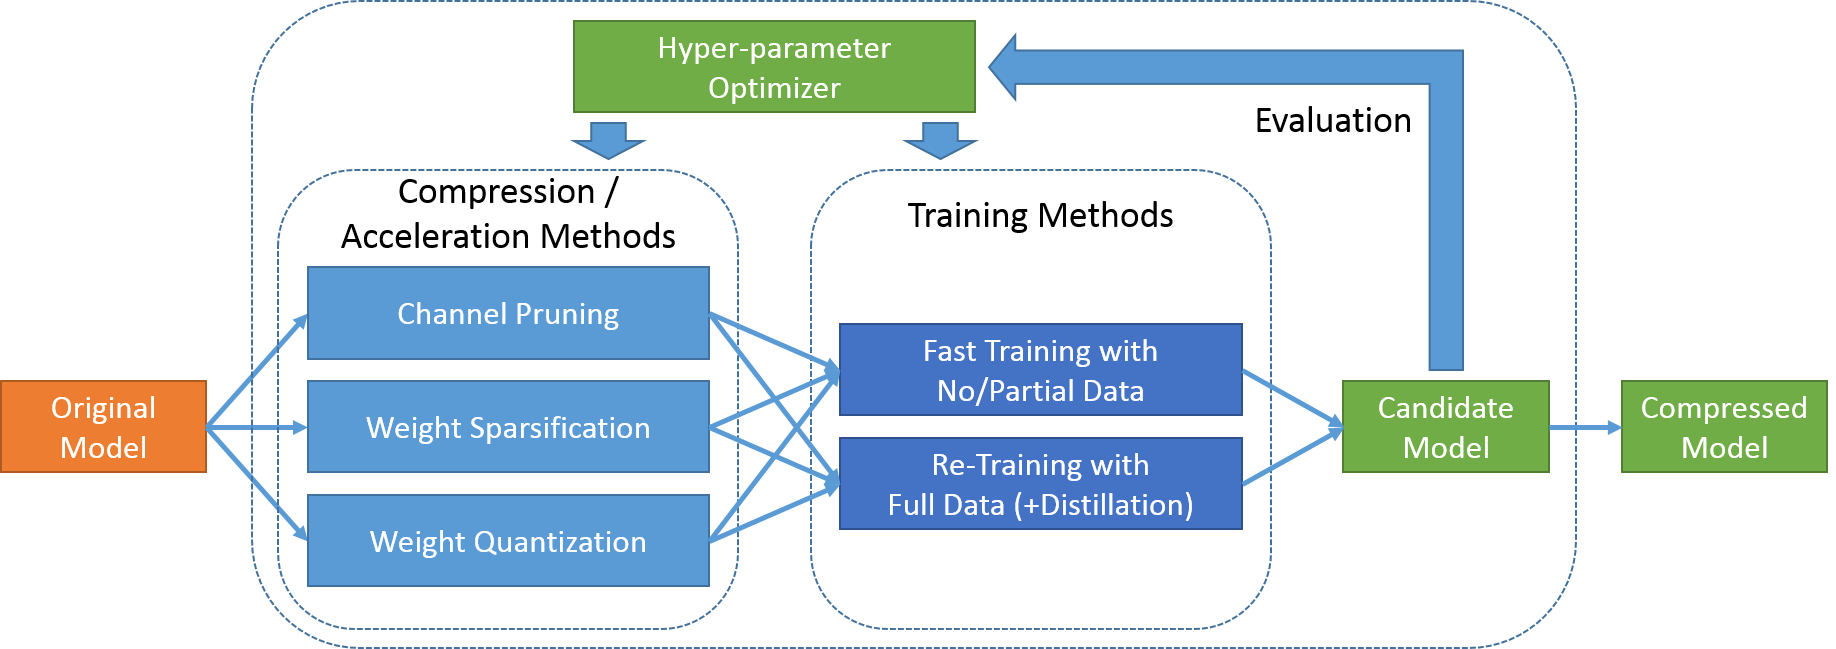 Hyper-parameter
Optimizer
Evaluation
Compression /
Acceleration Methods
Training Methods
Channel Pruning
Weight Sparsification
Weight Quantization
Fast Training with
No/Partial Data
Re-Training with
Full Data (+Distillation)
Original
Model
Candidate
Model
Compressed
Model